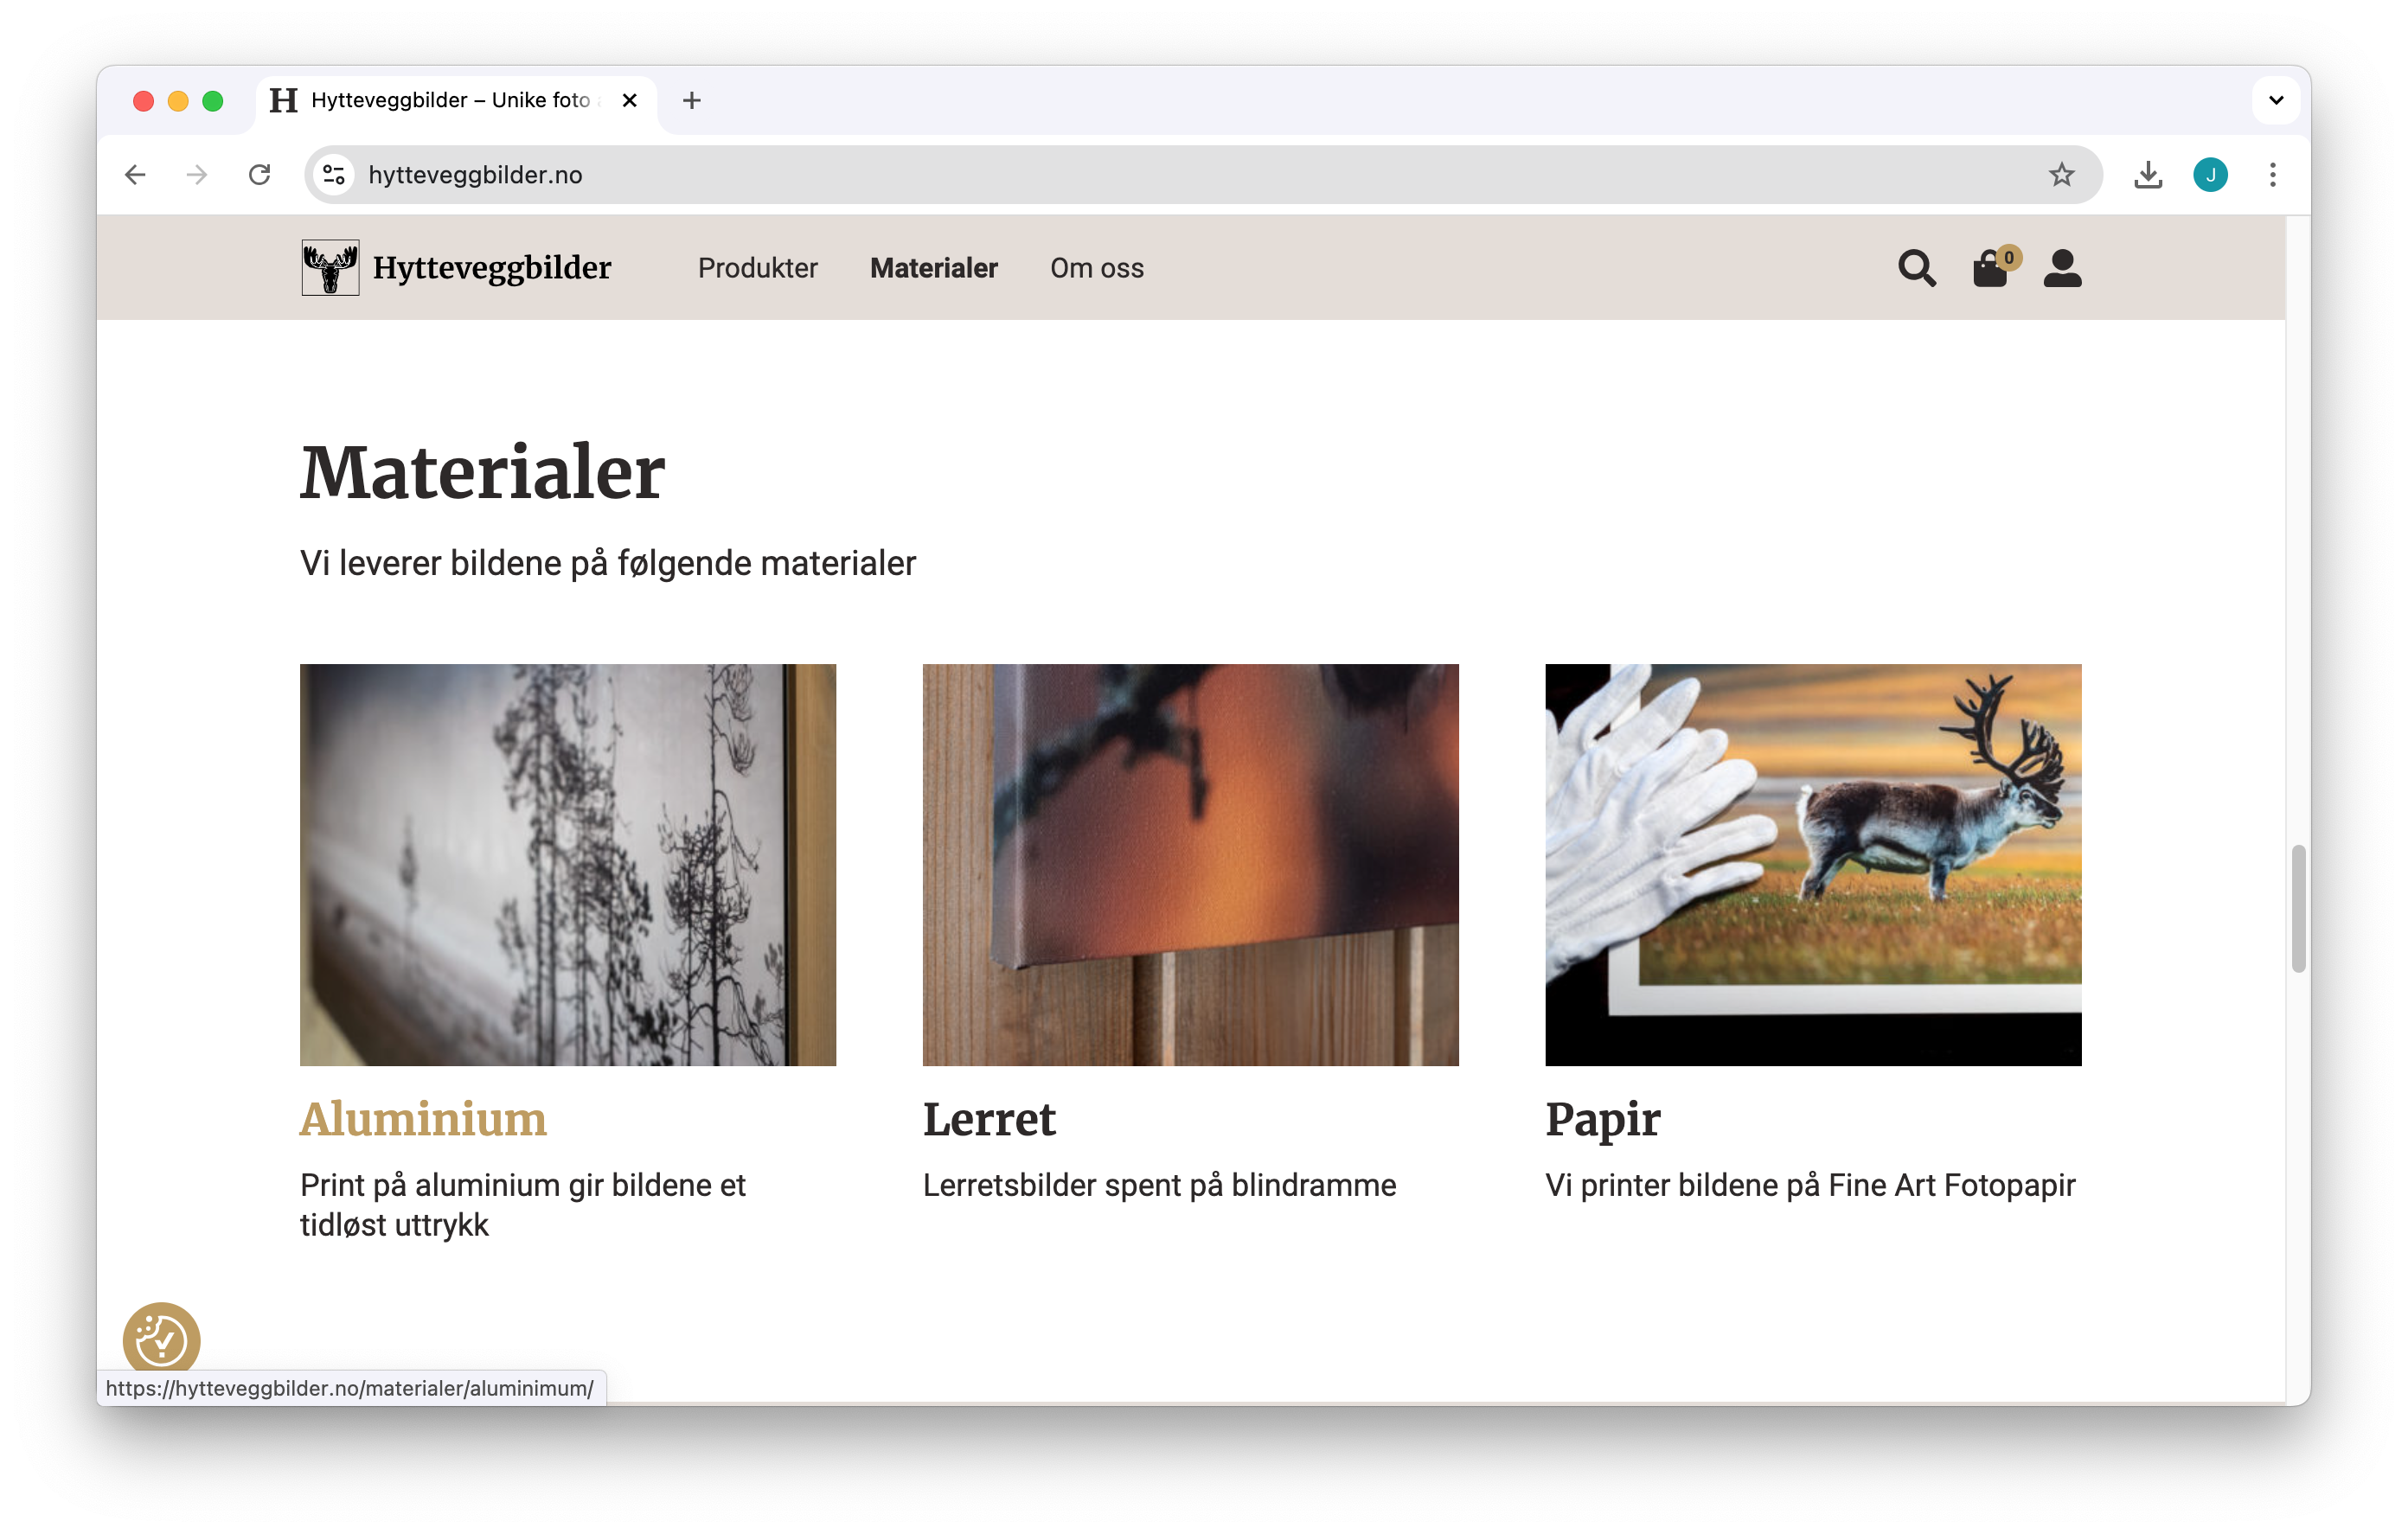 H Hytteveggbilder – Unike foto
hytteveggbilder.no
J
Hytteveggbilder Produkter Materialer Om oss 0
Materialer
Vi leverer bildene på følgende materialer
Aluminium
Print på aluminium gir bildene et
tidløst uttrykk
Lerret
Lerretsbilder spent på blindramme
Papir
Vi printer bildene på Fine Art Fotopapir
https://hytteveggbilder.no/materialer/aluminimum/